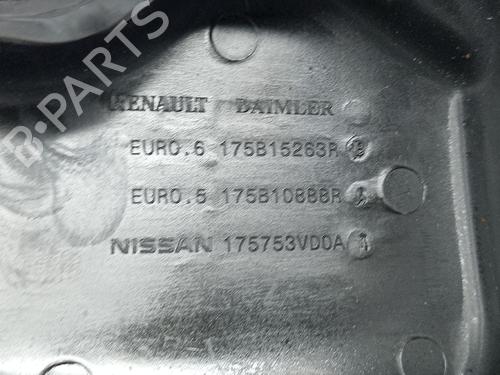 B-PARTS
RENAULT DAIMLER
EURO.6 175B15263R
EURO.5 175B10888R
NISSAN 175753VD0A